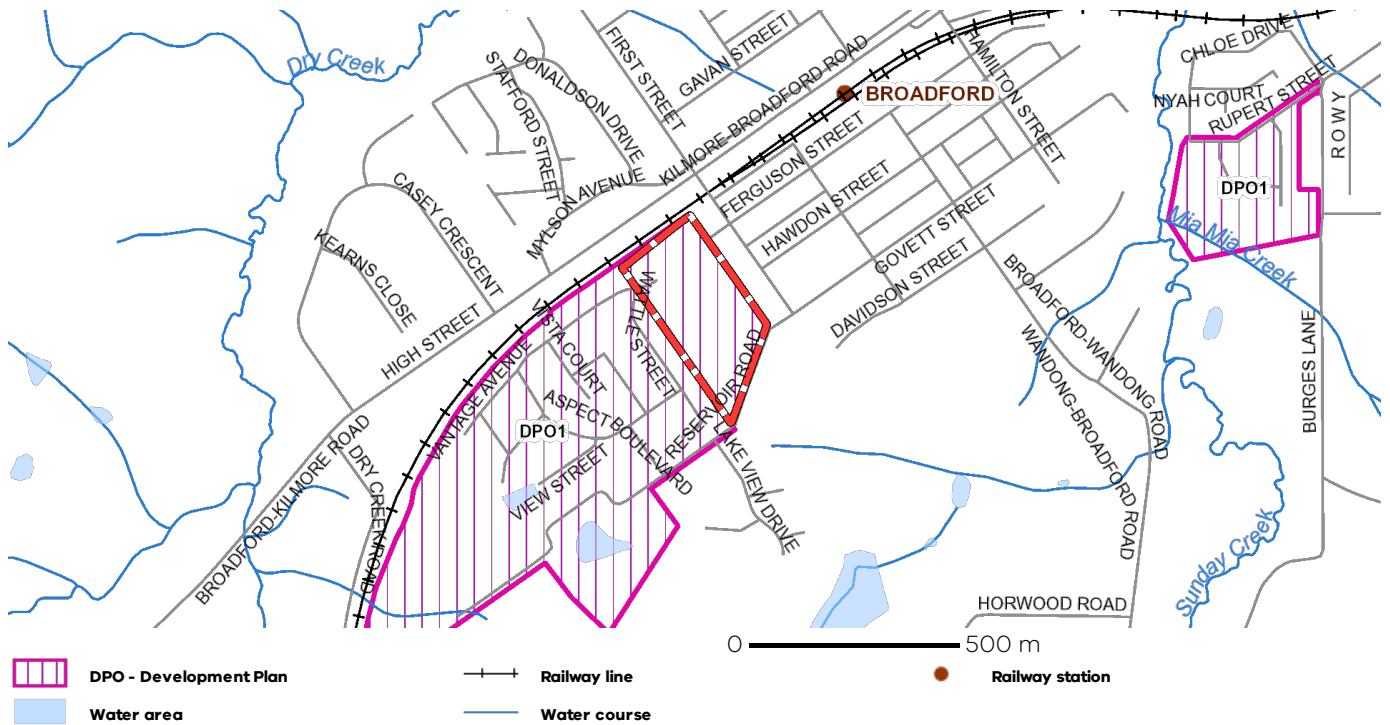 Dry Creek
DONALDSON DRIVE
STAFFORD STREET
FIRST STREET
GAVAN STREET
KILMORE-BROADFORD ROAD
BROADFORD
HAMILTON STREET
CHLOE DRIVE
NYAH COURT
RUPERT STREET
ROWY
DPO1
MYLSON AVENUE
FERGUSON STREET
HAWDON STREET
GOVETT STREET
DAVIDSON STREET
CASEY CRESCENT
KEARNS CLOSE
HIGH STREET
Mia Mia Creek
BROADFORD-WANDONG ROAD
WANDONG-BROADFORD ROAD
BURGES LANE
WATTLE STREET
VISTA COURT
VANTAGE AVENUE
ASPECT BOULEVARD
RESERVOIR ROAD
DPO1
VIEW STREET
LAKE VIEW DRIVE
BROADFORD-KILMORE ROAD
DRY CREEK ROAD
Sunday Creek
HORWOOD ROAD
0 500 m
DPO - Development Plan
Railway line
Railway station
Water area
Water course